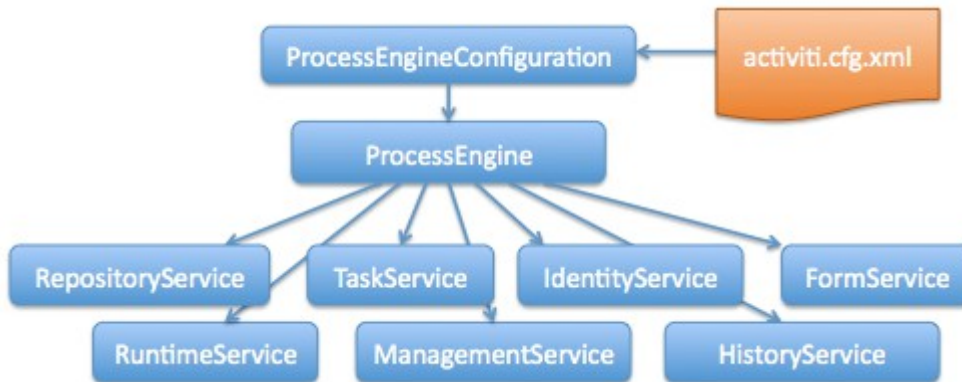 ProcessEngineConfiguration
activiti.cfg.xml
ProcessEngine
RepositoryService
TaskService
IdentityService
FormService
RuntimeService
ManagementService
HistoryService